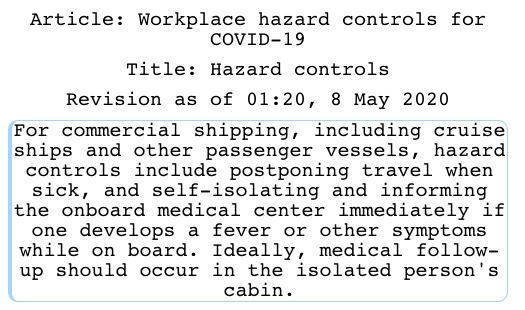 Article: Workplace hazard controls for
COVID-19
Title: Hazard controls
Revision as of 01:20, 8 May 2020
For commercial shipping, including cruise
ships and other passenger vessels, hazard
controls include postponing travel when
sick, and self-isolating and informing
the onboard medical center immediately if
one develops a fever or other symptoms
while on board. Ideally, medical follow-
up should occur in the isolated person's
cabin.